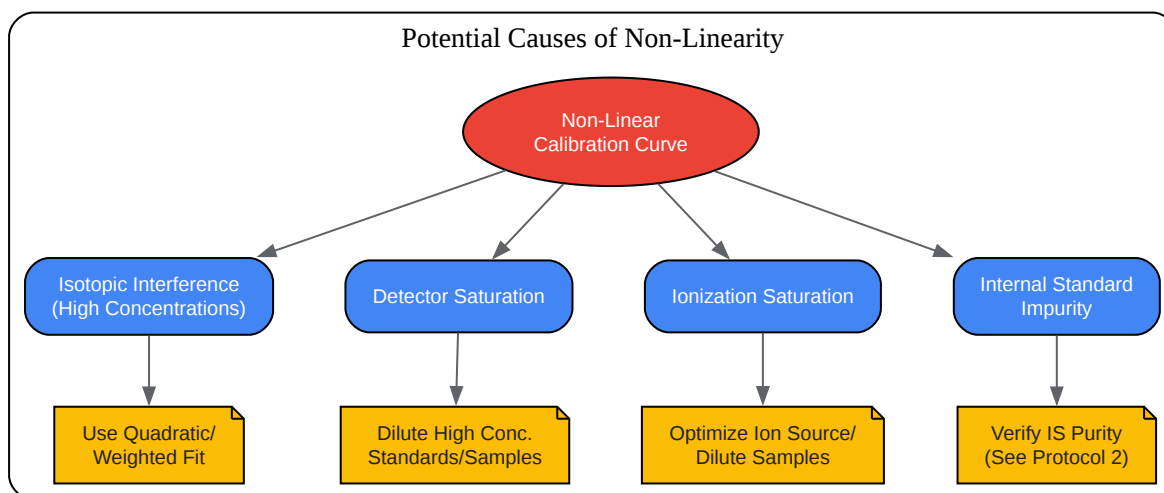 Potential Causes of Non-Linearity
Non-Linear
Calibration Curve
Isotopic Interference
(High Concentrations)
Detector Saturation
Ionization Saturation
Internal Standard
Impurity
Use Quadratic/
Weighted Fit
Dilute High Conc.
Standards/Samples
Optimize Ion Source/
Dilute Samples
Verify IS Purity
(See Protocol 2)